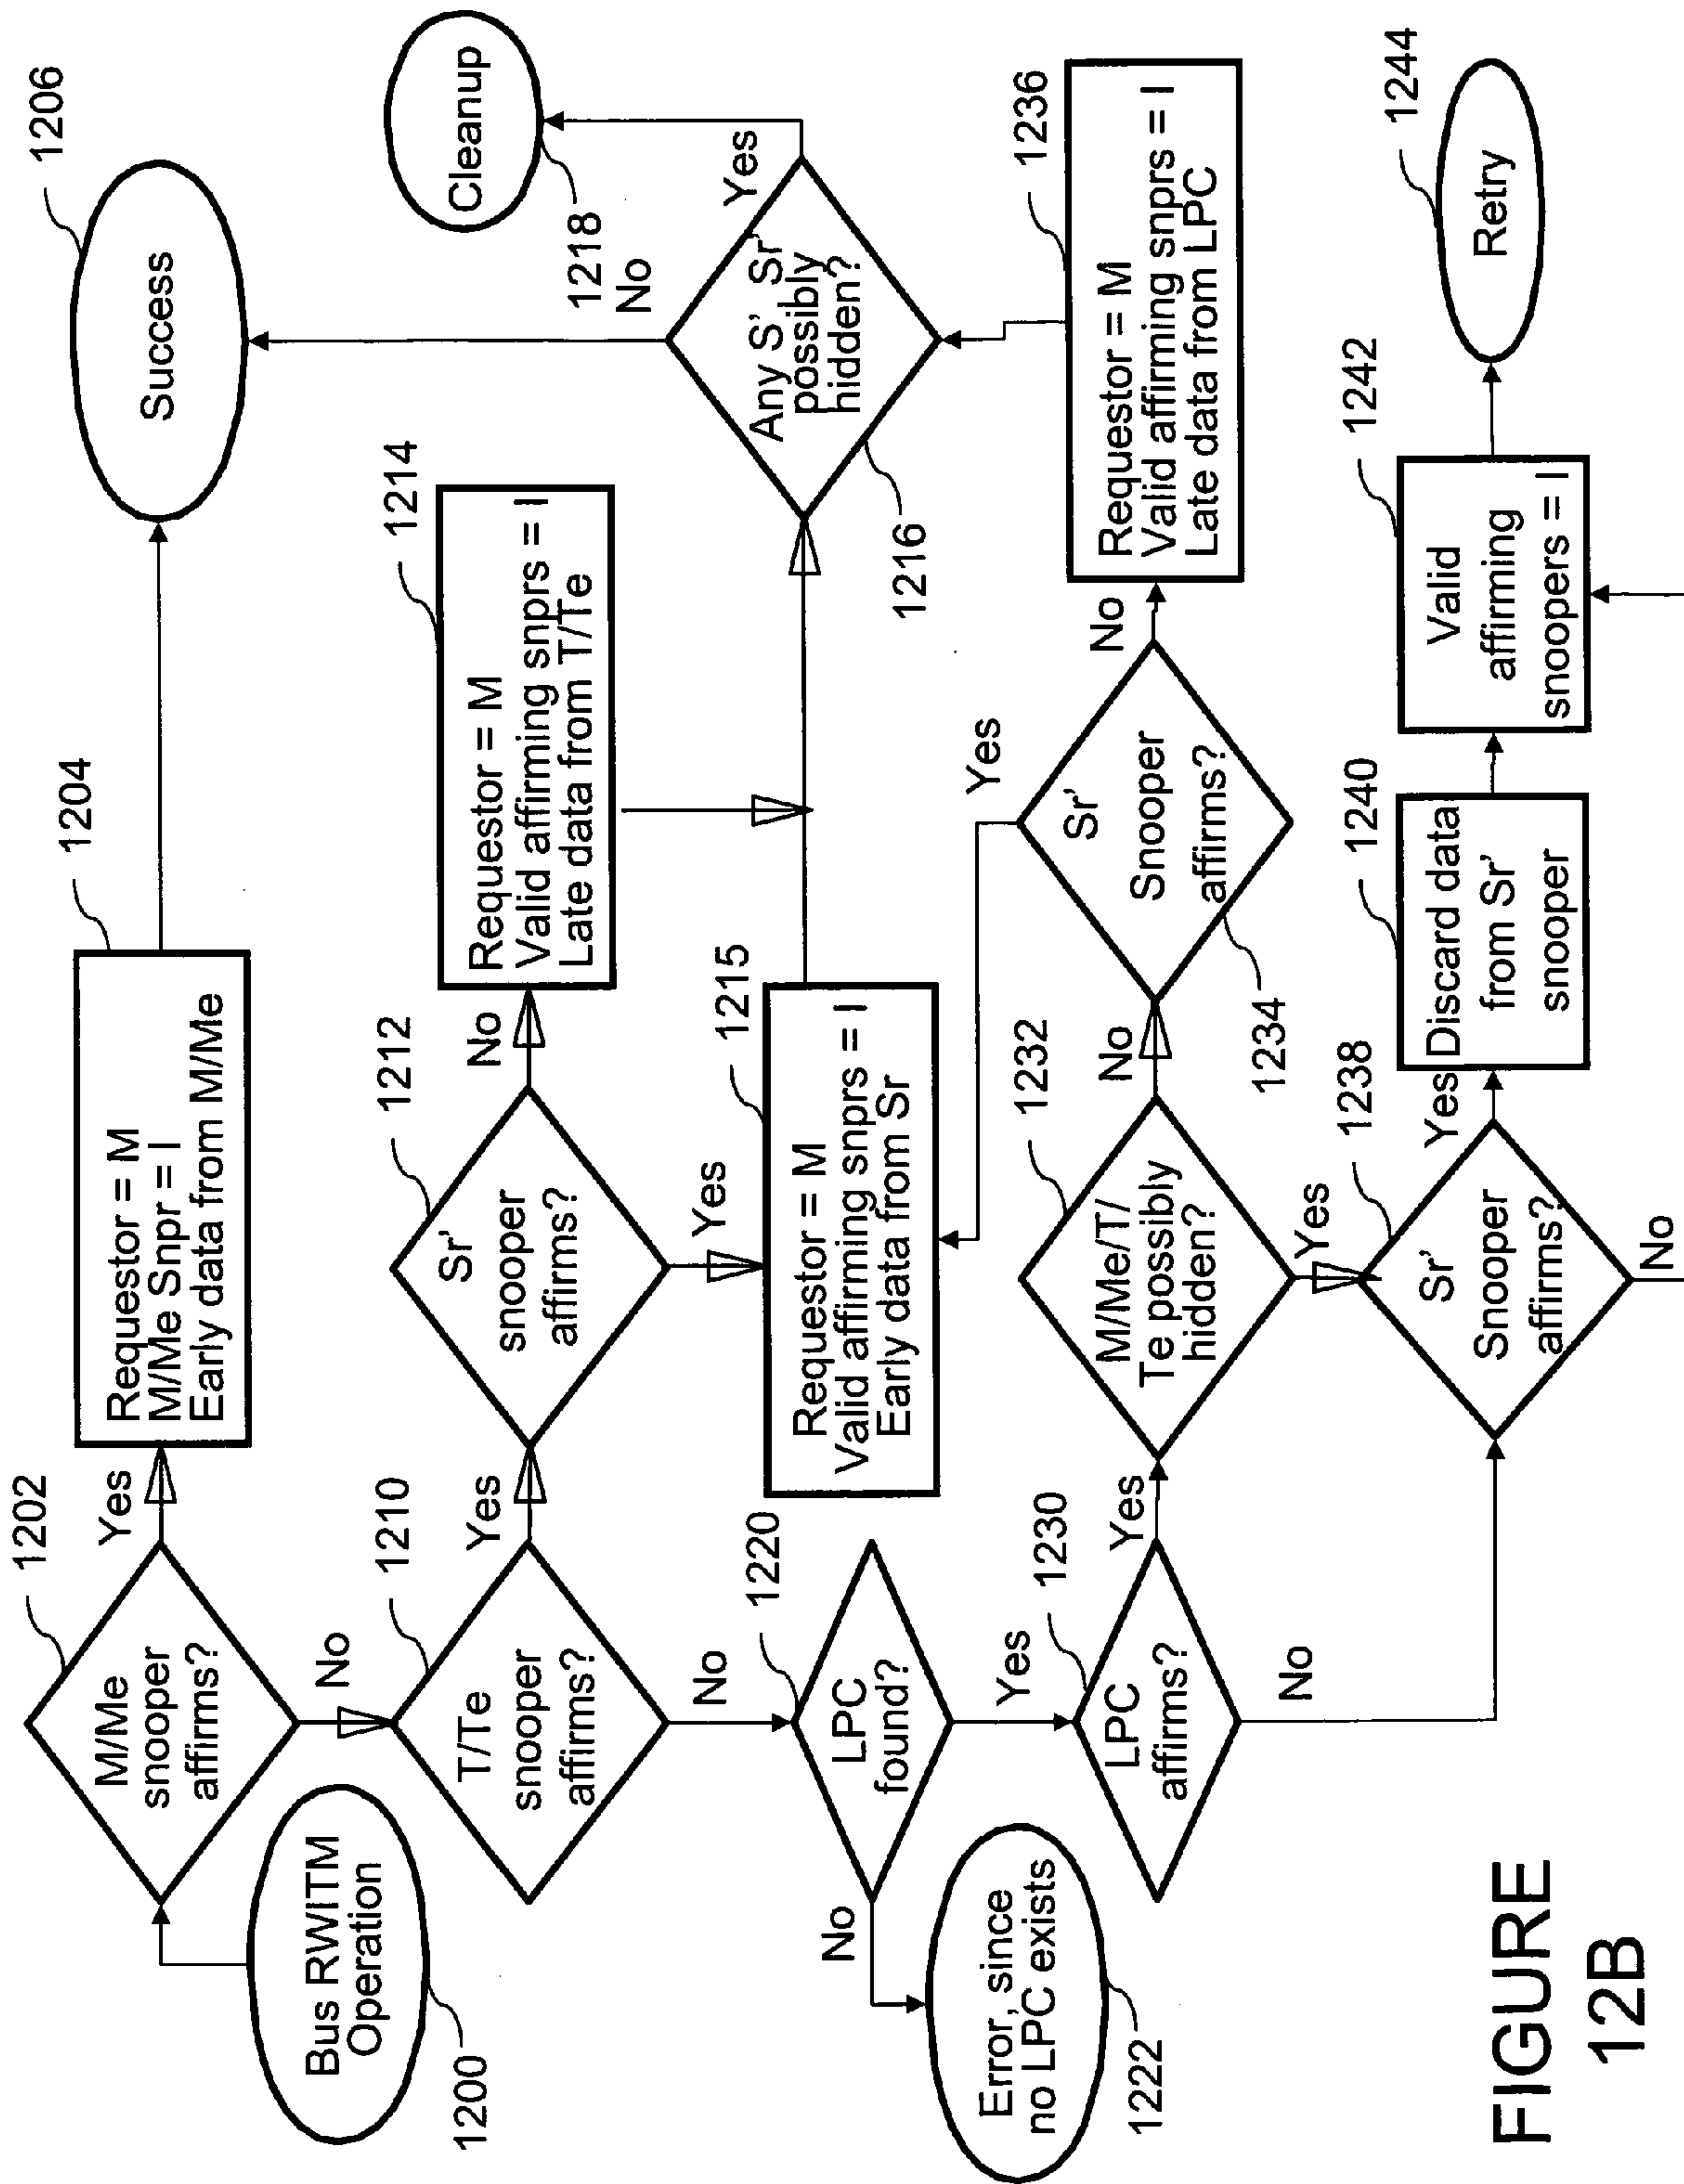 Bus RWITM
Operation
1200
M/Me
snooper
affirms?
1202
Yes
No
Requestor = M
M/Me Snpr = I
Early data from M/Me
1204
Success
1206
T/Te
snooper
affirms?
1210
Yes
No
Sr'
snooper
affirms?
1212
No
Yes
Requestor = M
Valid affirming snprs = I
Late data from T/Te
1214
Requestor = M
Valid affirming snprs = I
Early data from Sr
1215
Any S' Sr'
possibly
hidden?
1216
No
Yes
Cleanup
1218
LPC
found?
1220
No
Yes
Error, since
no LPC exists
1222
LPC
affirms?
1230
Yes
No
M/Me/T/
Te possibly
hidden?
1232
No
Yes
Sr'
Snooper
affirms?
1234
Yes
No
Requestor = M
Valid affirming snprs = I
Late data from LPC
1236
Sr'
Snooper
affirms?
1238
Yes
No
Discard data
from Sr'
snooper
1240
Valid
affirming
snoopers = I
1242
Retry
1244
FIGURE
12B